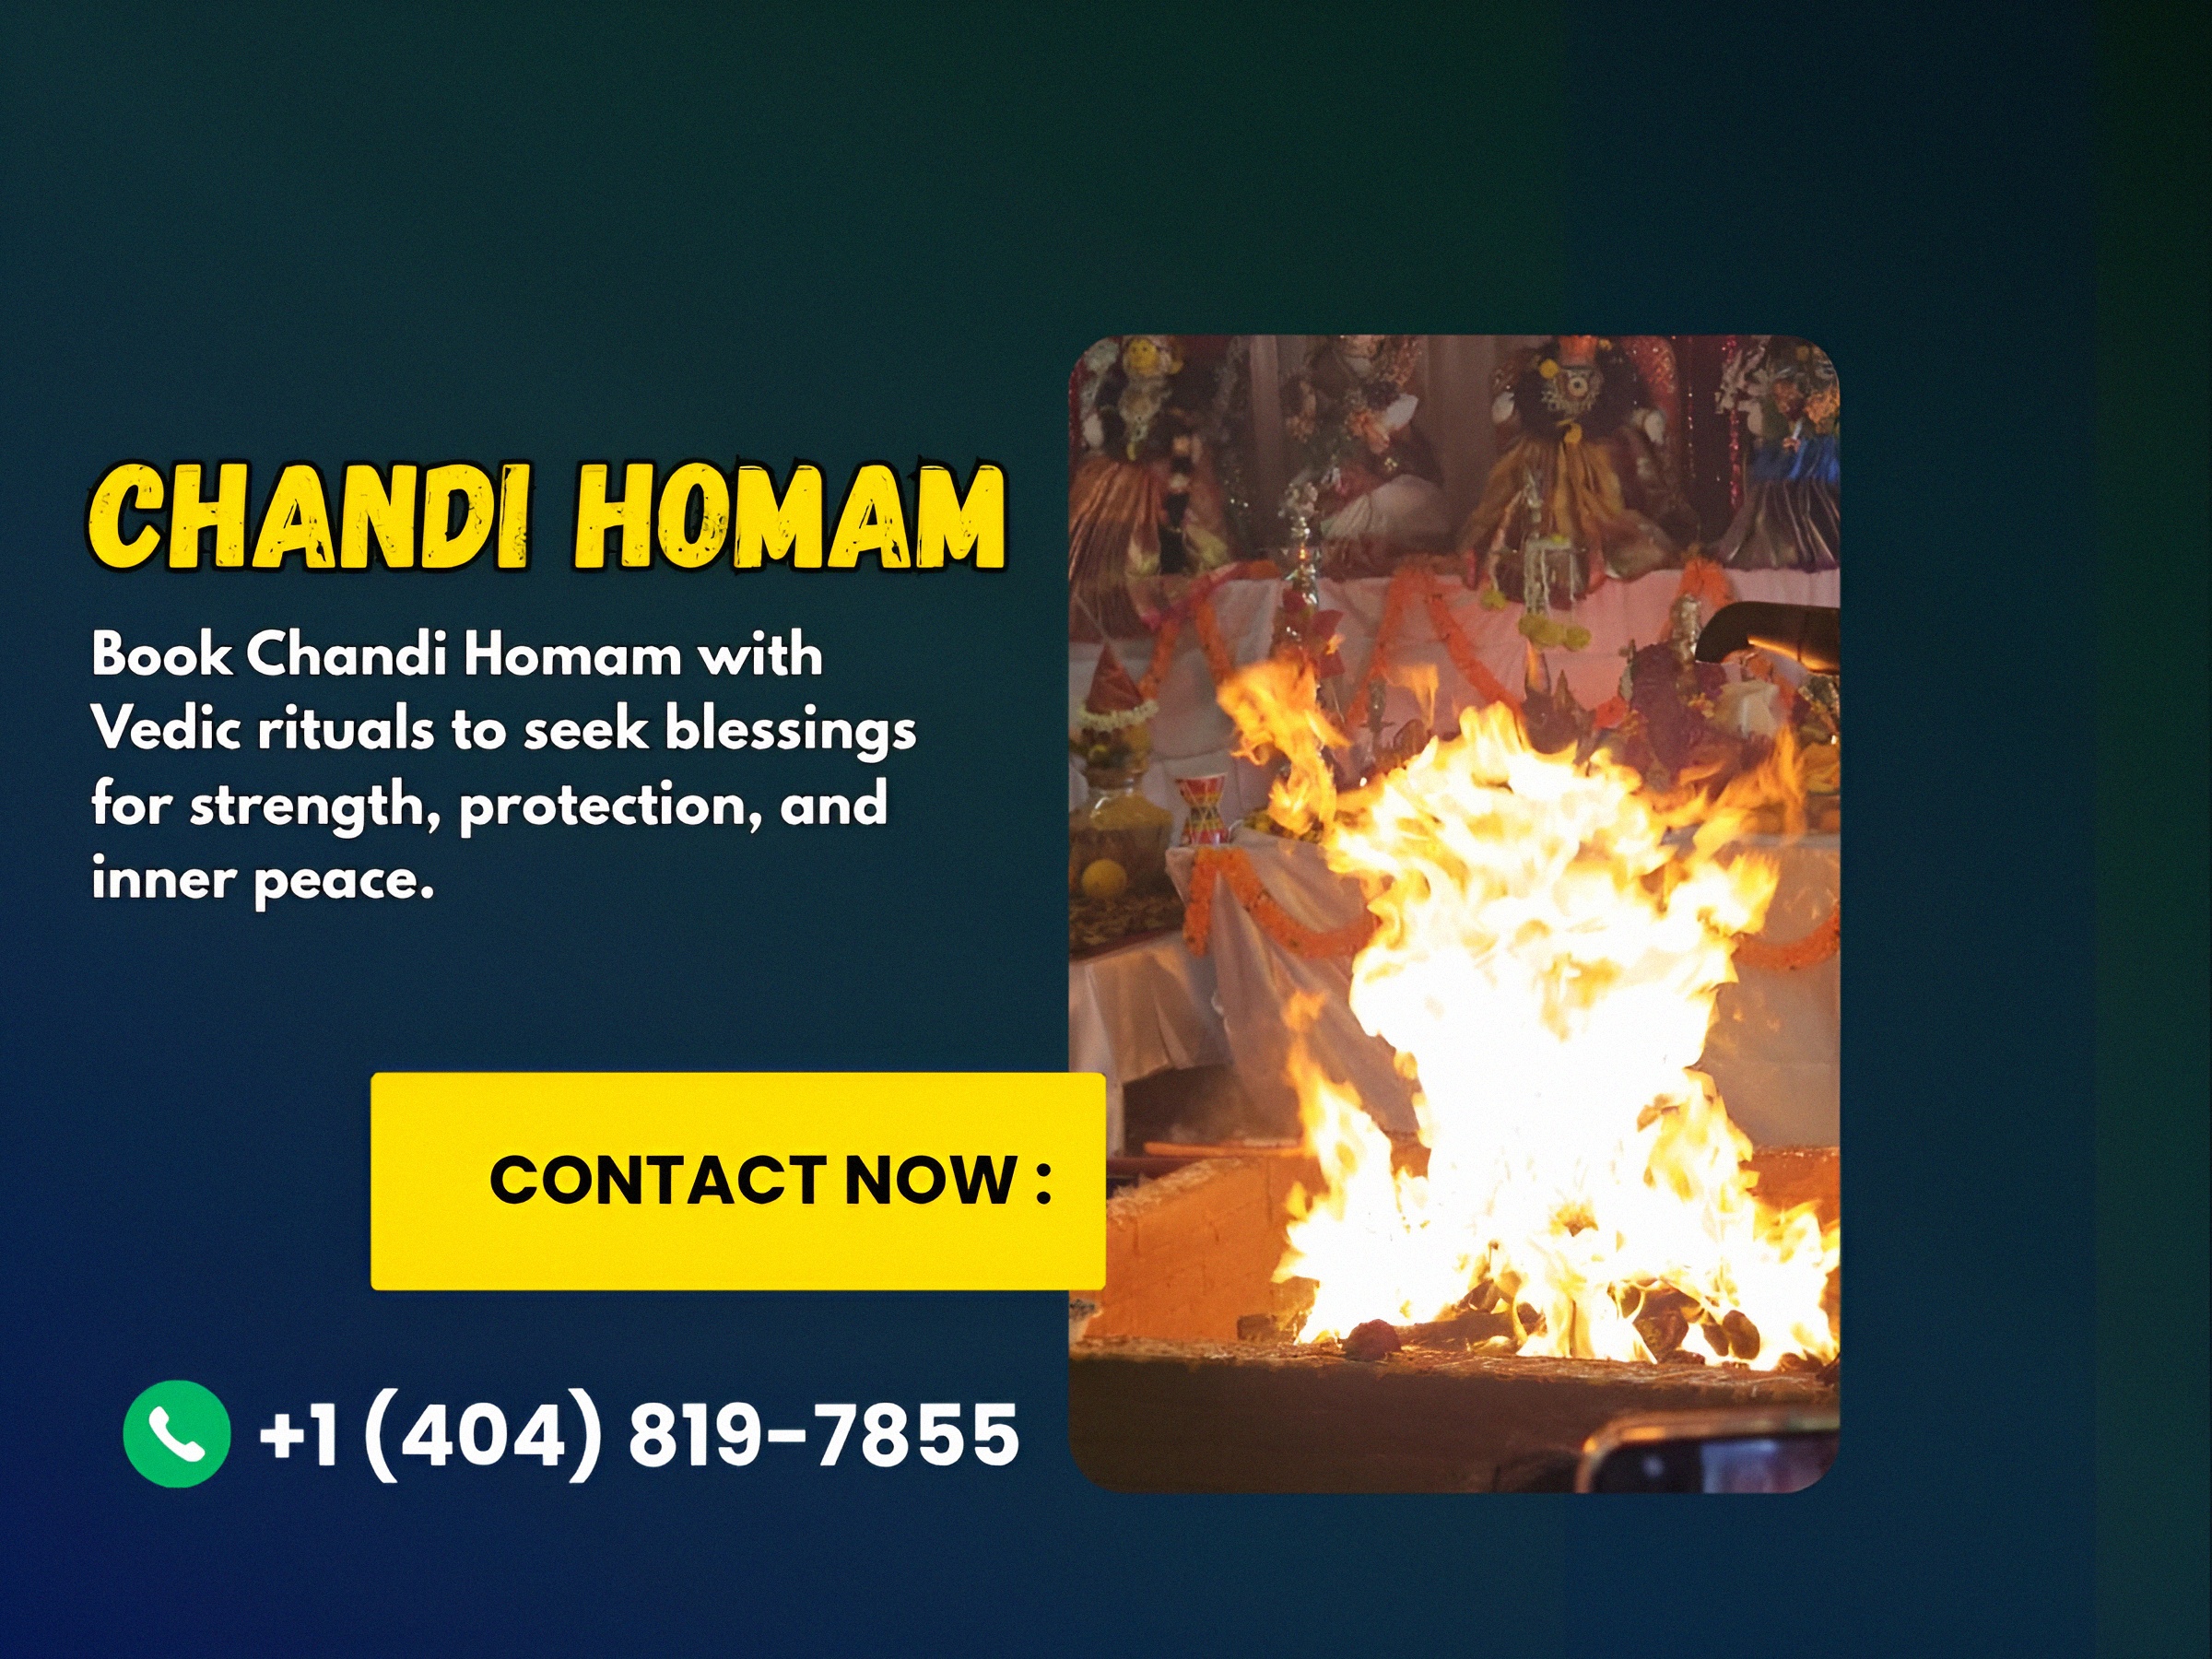 CHANDI HOMAM
Book Chandi Homam with
Vedic rituals to seek blessings
for strength, protection, and
inner peace.
CONTACT NOW :
+1 (404) 819-7855